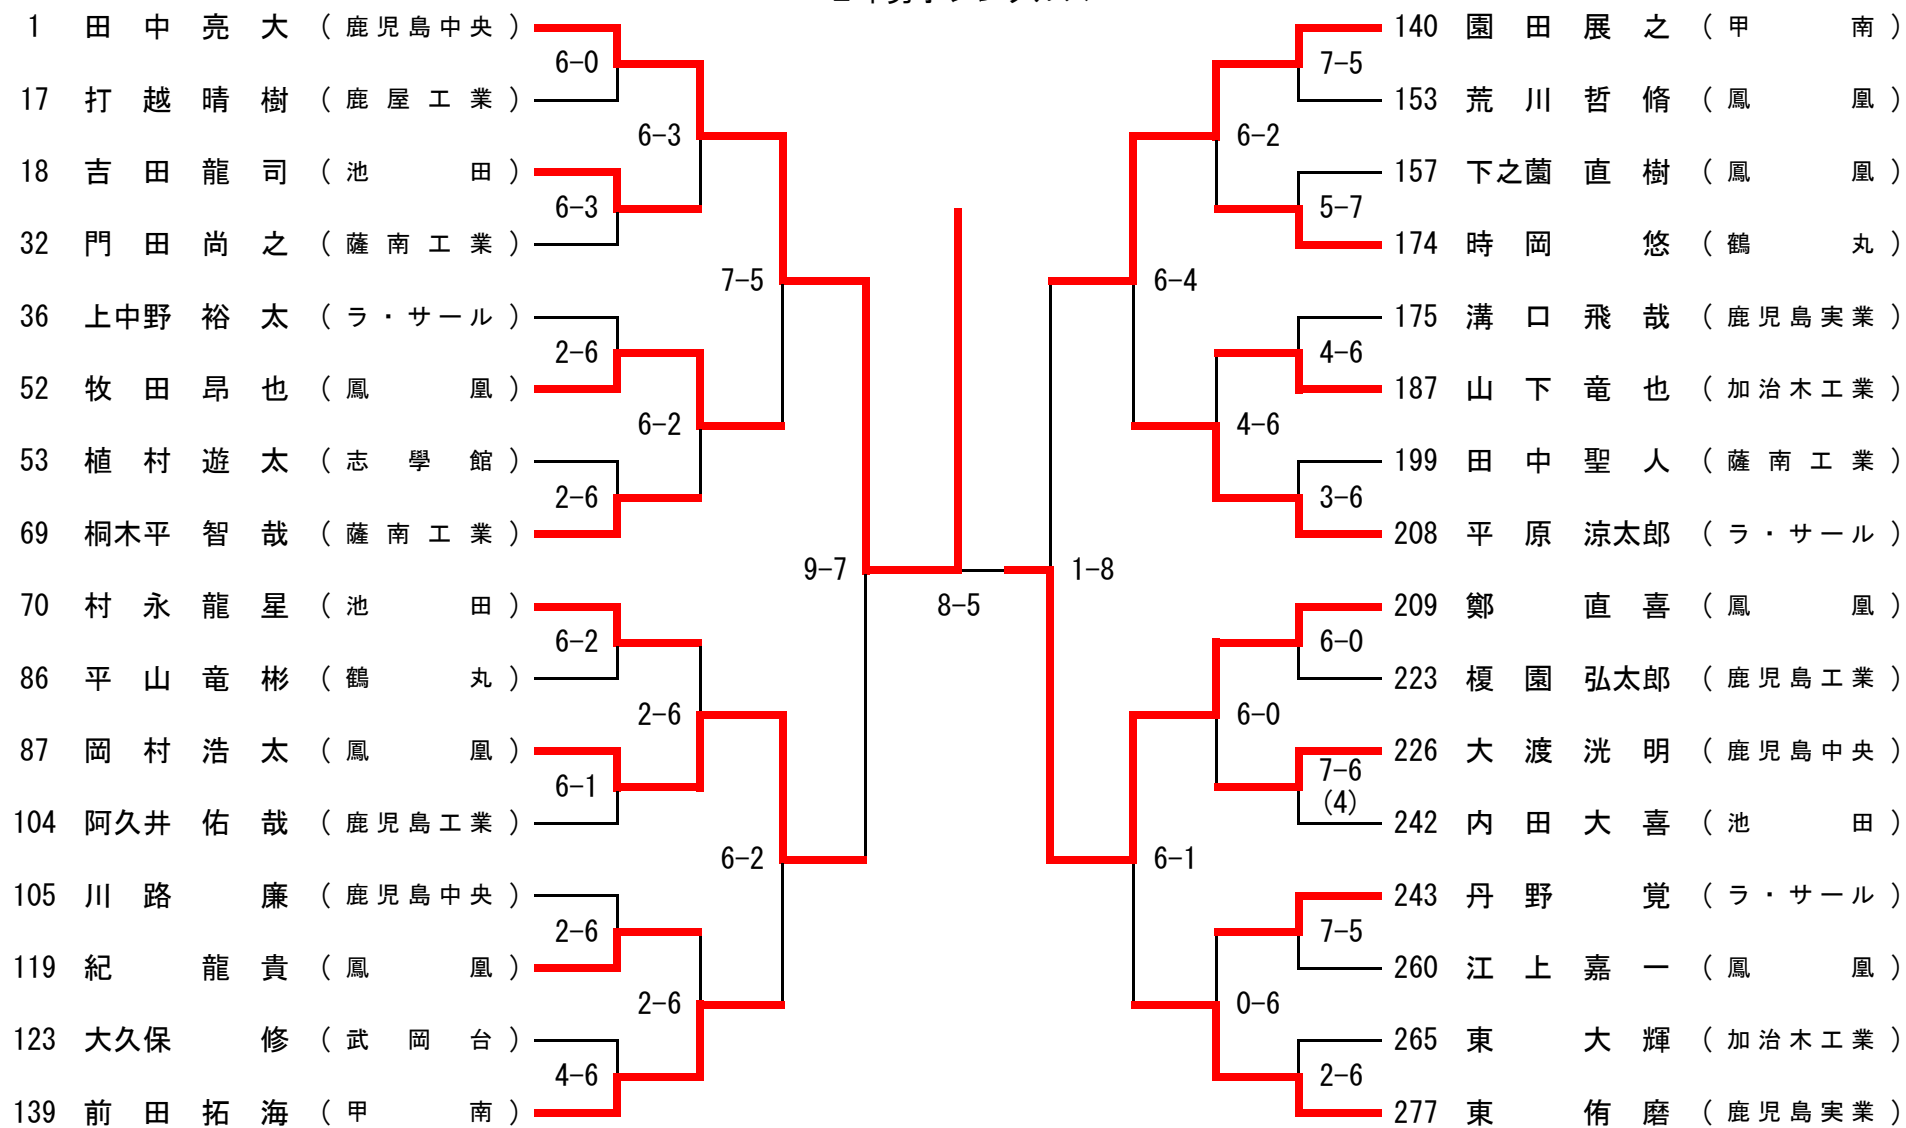 1 田中亮大 (鹿児島中央)
17 打越晴樹 (鹿屋工業)
18 吉田龍司 (池田)
32 門田尚之 (薩南工業)
36 上中野裕太 (ラ・サール)
52 牧田昂也 (鳳凰)
53 植村遊太 (志學館)
69 桐木平智哉 (薩南工業)
70 村永龍星 (池田)
86 平山竜彬 (鶴丸)
87 岡村浩太 (鳳凰)
104 阿久井佑哉 (鹿児島工業)
105 川路廉 (鹿児島中央)
119 紀龍貴 (鳳凰)
123 大久保修 (武岡台)
139 前田拓海 (甲南)
6-0
6-3
2-6
2-6
6-2
6-1
2-6
4-6
6-3
6-2
2-6
2-6
7-5
6-2
9-7
8-5
1-8
6-4
6-1
6-2
4-6
6-0
0-6
7-5
5-7
4-6
3-6
6-0
7-6
(4)
7-5
2-6
140 園田展之 (甲南)
153 荒川哲脩 (鳳凰)
157 下之薗直樹 (鳳凰)
174 時岡悠 (鶴丸)
175 溝口飛哉 (鹿児島実業)
187 山下竜也 (加治木工業)
199 田中聖人 (薩南工業)
208 平原涼太郎 (ラ・サール)
209 鄭直喜 (鳳凰)
223 榎園弘太郎 (鹿児島工業)
226 大渡洸明 (鹿児島中央)
242 内田大喜 (池田)
243 丹野覚 (ラ・サール)
260 江上嘉一 (鳳凰)
265 東大輝 (加治木工業)
277 東侑磨 (鹿児島実業)